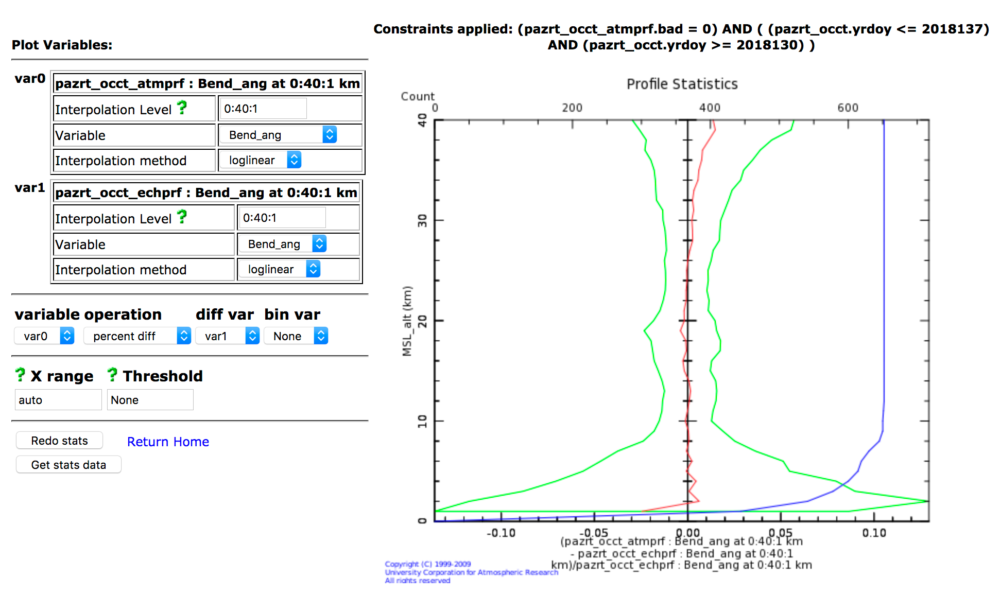 Constraints applied: (pazrt_occt_atmprf.bad = 0) AND ( (pazrt_occt.yrdoy <= 2018137)
AND (pazrt_occt.yrdoy >= 2018130) )
Plot Variables:
var0
pazrt_occt_atmprf : Bend_ang at 0:40:1 km
Interpolation Level ? 0:40:1
Variable Bend_ang
Interpolation method loglinear
var1
pazrt_occt_echprf : Bend_ang at 0:40:1 km
Interpolation Level ? 0:40:1
Variable Bend_ang
Interpolation method loglinear
variable operation diff var bin var
var0 percent diff var1 None
? X range ? Threshold
auto None
Redo stats Return Home
Get stats data
Profile Statistics
Count
0 200 400 600
40
30
20
10
0
MSL_alt (km)
-0.10 -0.05 0.00 0.05 0.10
(pazrt_occt_atmprf : Bend_ang at 0:40:1 km
- pazrt_occt_echprf : Bend_ang at 0:40:1
km)/pazrt_occt_echprf : Bend_ang at 0:40:1 km
Copyright (C) 1999-2009
University Corporation for Atmospheric Research
All rights reserved